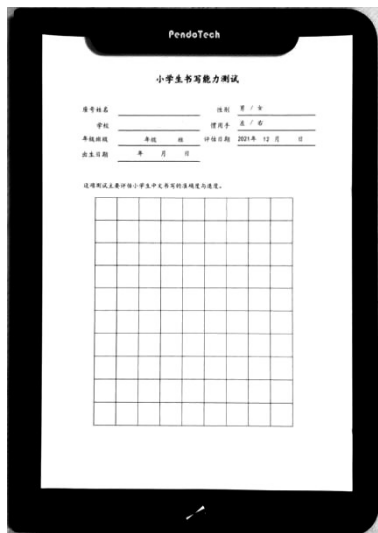 PendoTech
小学生书写能力测试
座号姓名 性别 男 / 女
学校 惯用手 左 / 右
年级班级 年级 班 评估日期 2021年 12 月 日
出生日期 年 月 日
这项测试主要评估小学生中文书写的准确度与速度。